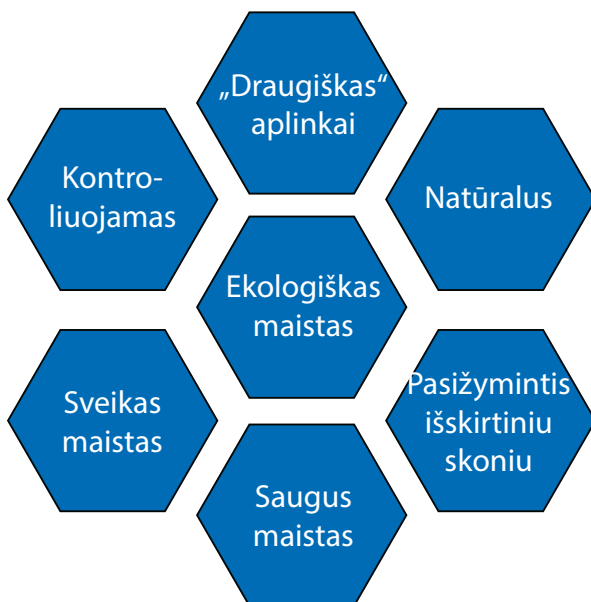 „Draugiškas“
aplinkai
Kontro-
liuojamas
Natūralus
Ekologiškas
maistas
Sveikas
maistas
Pasižymintis
išskirtiniu
skoniu
Saugus
maistas